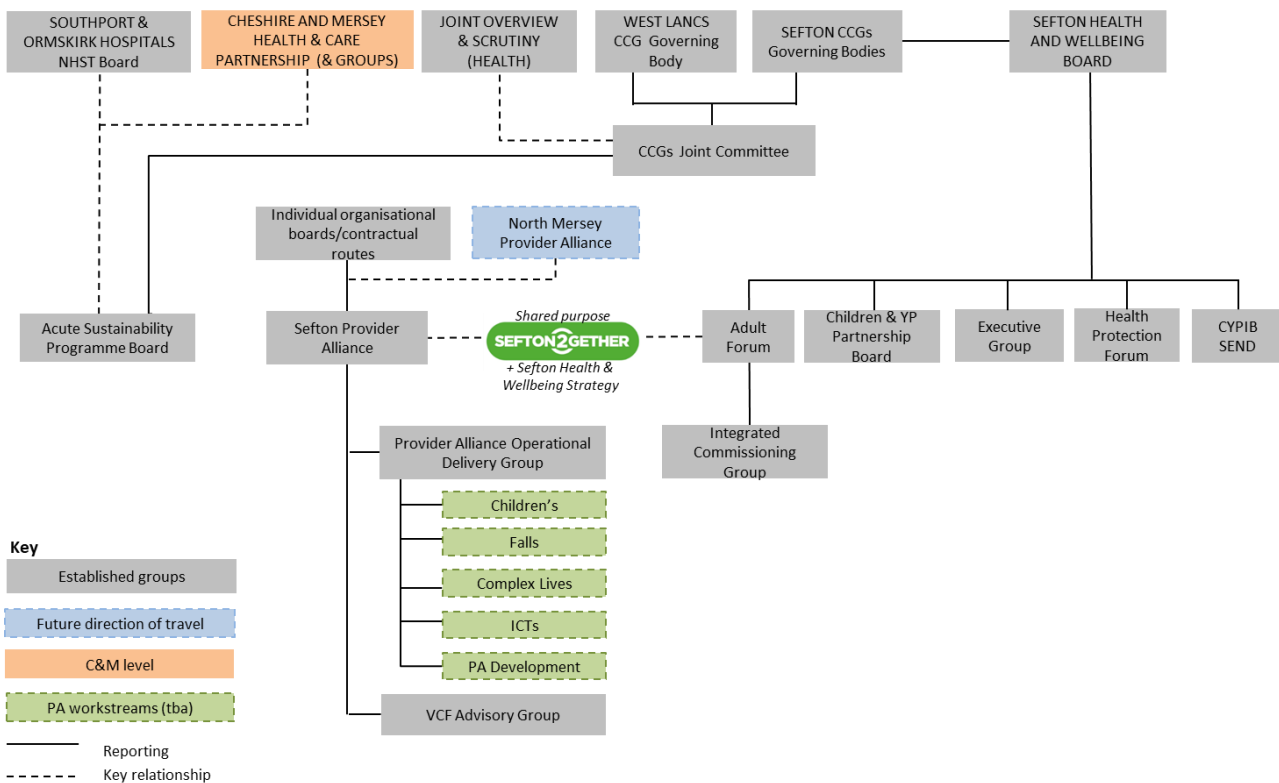 SOUTHPORT &
ORMSKIRK HOSPITALS
NHST Board
CHESHIRE AND MERSEY
HEALTH & CARE
PARTNERSHIP (& GROUPS)
JOINT OVERVIEW
& SCRUTINY
(HEALTH)
WEST LANCS
CCG Governing
Body
SEFTON CCGs
Governing Bodies
SEFTON HEALTH
AND WELLBEING
BOARD
CCGs Joint Committee
Individual organisational
boards/contractual
routes
North Mersey
Provider Alliance
Acute Sustainability
Programme Board
Sefton Provider
Alliance
Shared purpose
SEFTON2GETHER
+ Sefton Health &
Wellbeing Strategy
Adult
Forum
Children & YP
Partnership
Board
Executive
Group
Health
Protection
Forum
CYPIB
SEND
Integrated
Commissioning
Group
Provider Alliance Operational
Delivery Group
Children’s
Falls
Complex Lives
ICTs
PA Development
VCF Advisory Group
Key
Established groups
Future direction of travel
C&M level
PA workstreams (tba)
Reporting
Key relationship